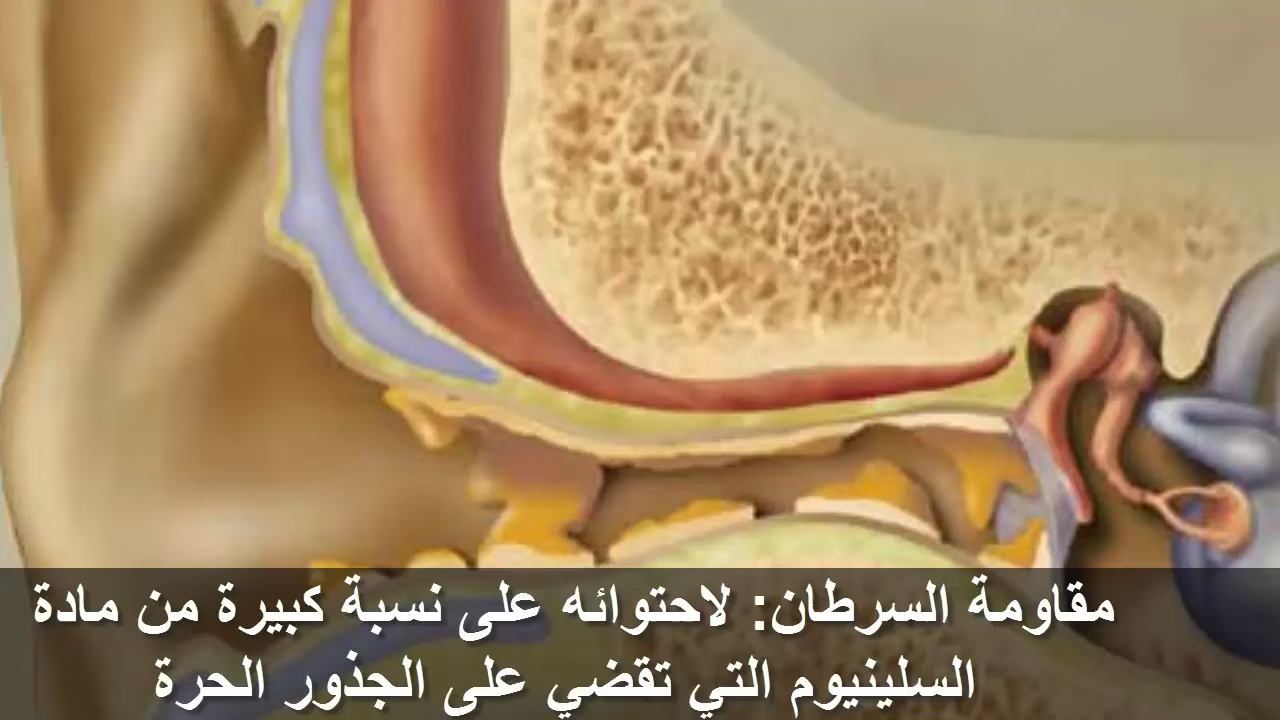 مقاومة السرطان: لاحتوائه على نسبة كبيرة من مادة
السلينيوم التي تقضي على الجذور الحرة